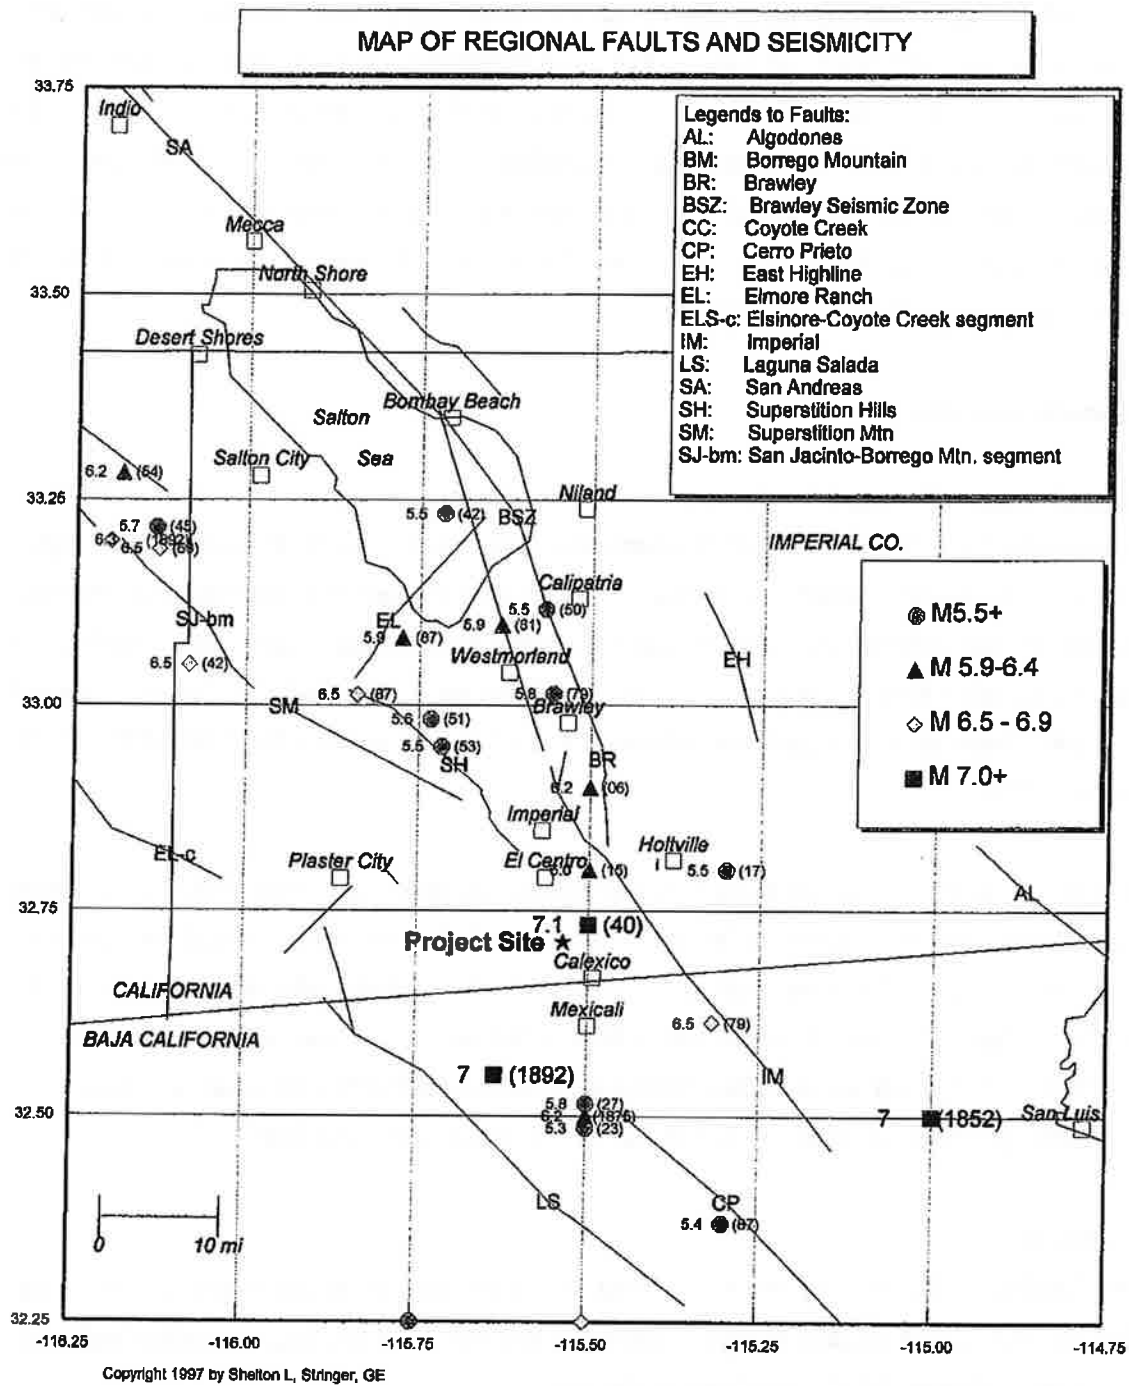 MAP OF REGIONAL FAULTS AND SEISMICITY
33.75
Indio
SA
Legends to Faults:
AL: Algodones
BM: Borrego Mountain
BR: Brawley
BSZ: Brawley Seismic Zone
CC: Coyote Creek
CP: Cerro Prieto
EH: East Highline
EL: Elmore Ranch
ELS-c: Elsinore-Coyote Creek segment
IM: Imperial
LS: Laguna Salada
SA: San Andreas
SH: Superstition Hills
SM: Superstition Mtn
SJ-bm: San Jacinto-Borrego Mtn. segment
Mecca
North Shore
33.50
Desert Shores
Bombay Beach
Salton
Sea
Salton City
6.2 (54)
33.25
Niland
5.5 (42)
BSZ
5.7 (45)
6.3 (1892)
6.5 (69)
IMPERIAL CO.
Calipatria
5.5 (50)
SJ-bm
EL
5.9 (87)
5.9 (81)
Westmorland
EH
M5.5+
M 5.9-6.4
M 6.5 - 6.9
M 7.0+
6.5 (42)
6.5 (87)
5.8 (79)
33.00
SM
Brawley
5.6 (51)
5.5 (53)
SH
BR
6.2 (06)
Imperial
Holtville
EL-c
Plaster City
El Centro
(15)
5.5 (17)
AL
32.75
7.1 (40)
Project Site
Calexico
CALIFORNIA
Mexicali
6.5 (79)
BAJA CALIFORNIA
7 (1892)
IM
5.8 (27)
32.50
6.2 (1875)
5.3 (23)
7 (1852)
San Luis
LS
CP
5.4 (87)
0 10 mi
32.25
-116.25 -116.00 -115.75 -115.50 -115.25 -115.00 -114.75
Copyright 1997 by Shelton L, Stringer, GE